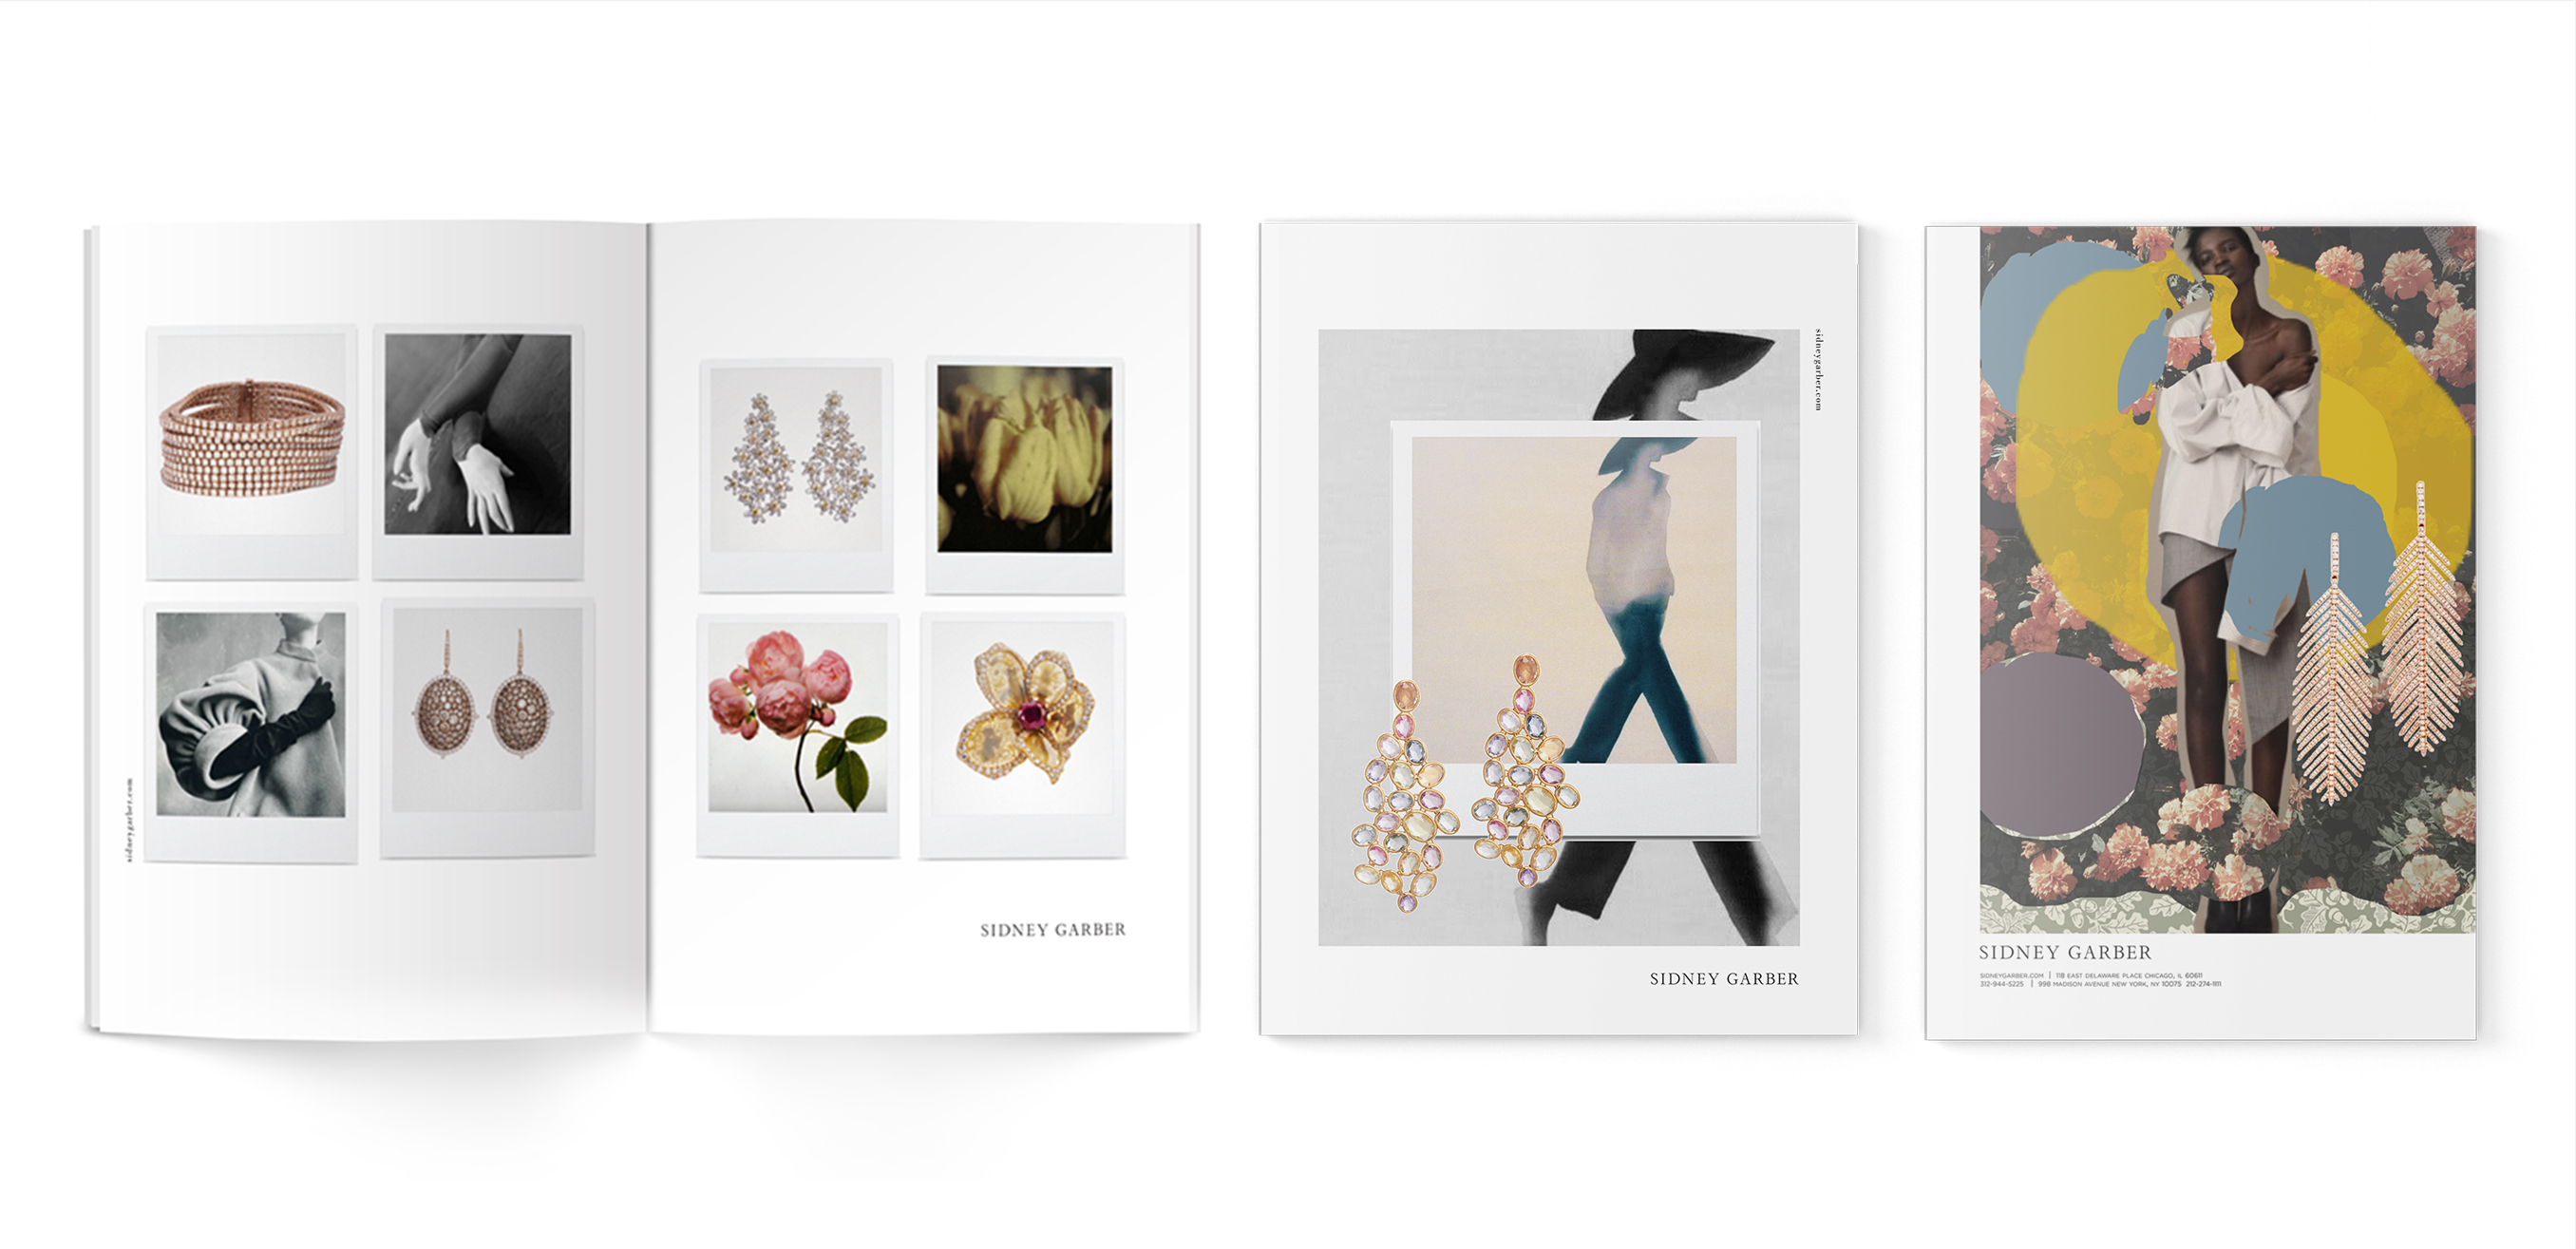 sidneygarber.com
SIDNEY GARBER
sidneygarber.com
SIDNEY GARBER
SIDNEY GARBER
SIDNEYGARBER.COM | 118 EAST DELAWARE PLACE CHICAGO, IL 60611
312-944-5225 | 998 MADISON AVENUE NEW YORK, NY 10075 212-274-1111